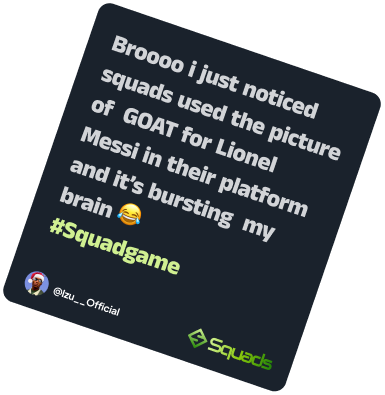 Broooo i just noticed
squads used the picture
of  GOAT for Lionel
Messi in their platform
and it’s bursting  my
brain 😂
#Squadgame
@Izu__Official
Squads